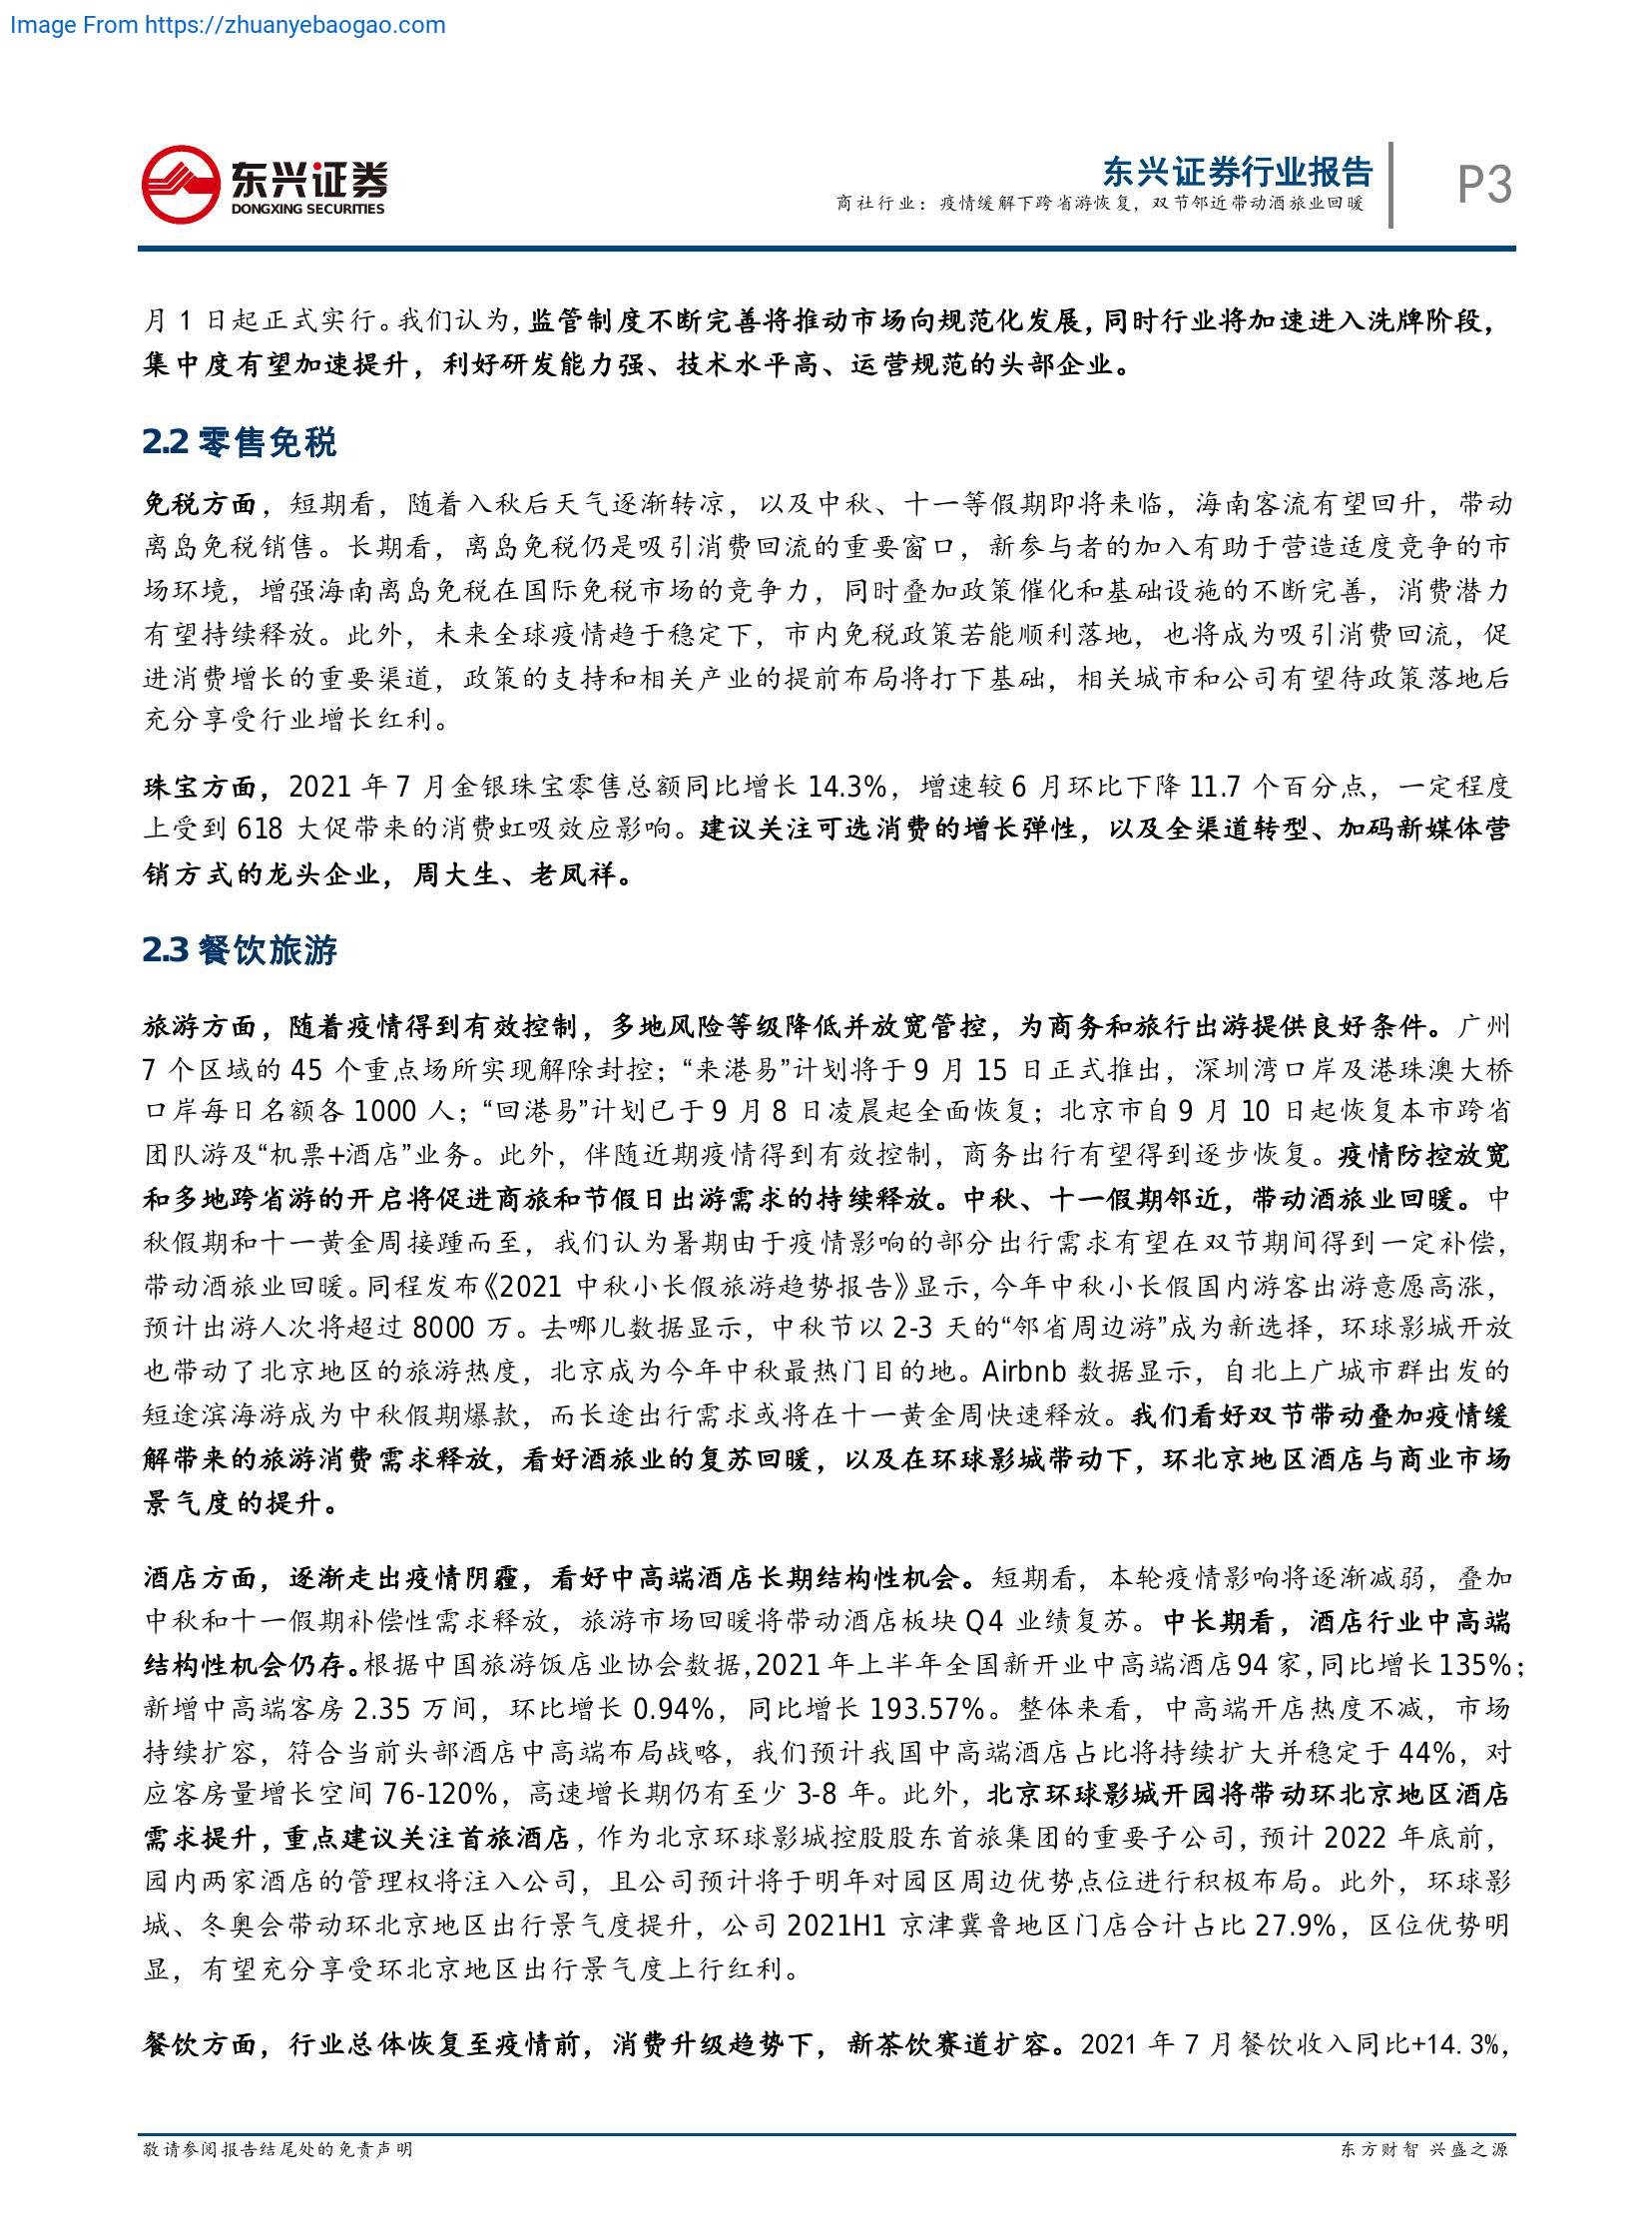 Image From https://zhuanyebaogao.com
东兴证券
DONGXING SECURITIES
东兴证券行业报告
商社行业：疫情缓解下跨省游恢复，双节邻近带动酒旅业回暖
P3
月 1 日起正式实行。我们认为，监管制度不断完善将推动市场向规范化发展，同时行业将加速进入洗牌阶段，
集中度有望加速提升，利好研发能力强、技术水平高、运营规范的头部企业。
2.2 零售免税
免税方面，短期看，随着入秋后天气逐渐转凉，以及中秋、十一等假期即将来临，海南客流有望回升，带动
离岛免税销售。长期看，离岛免税仍是吸引消费回流的重要窗口，新参与者的加入有助于营造适度竞争的市
场环境，增强海南离岛免税在国际免税市场的竞争力，同时叠加政策催化和基础设施的不断完善，消费潜力
有望持续释放。此外，未来全球疫情趋于稳定下，市内免税政策若能顺利落地，也将成为吸引消费回流，促
进消费增长的重要渠道，政策的支持和相关产业的提前布局将打下基础，相关城市和公司有望待政策落地后
充分享受行业增长红利。
珠宝方面，2021 年 7 月金银珠宝零售总额同比增长 14.3%，增速较 6 月环比下降 11.7 个百分点，一定程度
上受到 618 大促带来的消费虹吸效应影响。建议关注可选消费的增长弹性，以及全渠道转型、加码新媒体营
销方式的龙头企业，周大生、老凤祥。
2.3 餐饮旅游
旅游方面，随着疫情得到有效控制，多地风险等级降低并放宽管控，为商务和旅行出游提供良好条件。广州
7 个区域的 45 个重点场所实现解除封控；“来港易”计划将于 9 月 15 日正式推出，深圳湾口岸及港珠澳大桥
口岸每日名额各 1000 人；“回港易”计划已于 9 月 8 日凌晨起全面恢复；北京市自 9 月 10 日起恢复本市跨省
团队游及“机票+酒店”业务。此外，伴随近期疫情得到有效控制，商务出行有望得到逐步恢复。疫情防控放宽
和多地跨省游的开启将促进商旅和节假日出游需求的持续释放。中秋、十一假期邻近，带动酒旅业回暖。中
秋假期和十一黄金周接踵而至，我们认为暑期由于疫情影响的部分出行需求有望在双节期间得到一定补偿，
带动酒旅业回暖。同程发布《2021 中秋小长假旅游趋势报告》显示，今年中秋小长假国内游客出游意愿高涨，
预计出游人次将超过 8000 万。去哪儿数据显示，中秋节以 2-3 天的“邻省周边游”成为新选择，环球影城开放
也带动了北京地区的旅游热度，北京成为今年中秋最热门目的地。Airbnb 数据显示，自北上广城市群出发的
短途滨海游成为中秋假期爆款，而长途出行需求或将在十一黄金周快速释放。我们看好双节带动叠加疫情缓
解带来的旅游消费需求释放，看好酒旅业的复苏回暖，以及在环球影城带动下，环北京地区酒店与商业市场
景气度的提升。
酒店方面，逐渐走出疫情阴霾，看好中高端酒店长期结构性机会。短期看，本轮疫情影响将逐渐减弱，叠加
中秋和十一假期补偿性需求释放，旅游市场回暖将带动酒店板块 Q4 业绩复苏。中长期看，酒店行业中高端
结构性机会仍存。根据中国旅游饭店业协会数据，2021 年上半年全国新开业中高端酒店 94 家，同比增长 135%；
新增中高端客房 2.35 万间，环比增长 0.94%，同比增长 193.57%。整体来看，中高端开店热度不减，市场
持续扩容，符合当前头部酒店中高端布局战略，我们预计我国中高端酒店占比将持续扩大并稳定于 44%，对
应客房量增长空间 76-120%，高速增长期仍有至少 3-8 年。此外，北京环球影城开园将带动环北京地区酒店
需求提升，重点建议关注首旅酒店，作为北京环球影城控股股东首旅集团的重要子公司，预计 2022 年底前，
园内两家酒店的管理权将注入公司，且公司预计将于明年对园区周边优势点位进行积极布局。此外，环球影
城、冬奥会带动环北京地区出行景气度提升，公司 2021H1 京津冀鲁地区门店合计占比 27.9%，区位优势明
显，有望充分享受环北京地区出行景气度上行红利。
餐饮方面，行业总体恢复至疫情前，消费升级趋势下，新茶饮赛道扩容。2021 年 7 月餐饮收入同比+14.3%，
敬请参阅报告结尾处的免责声明
东方财智 兴盛之源